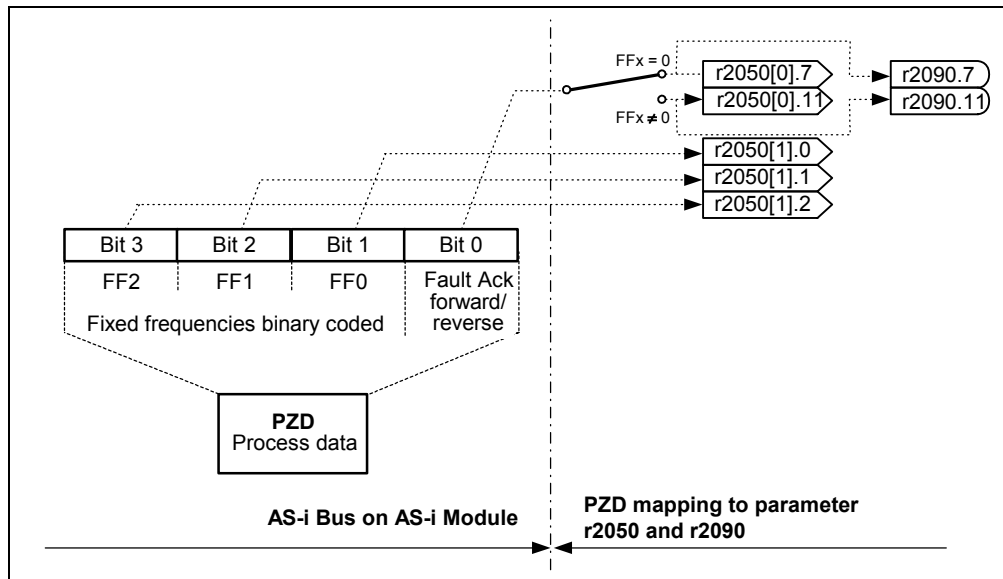 FFx = 0
r2050[0].7
r2090.7
r2050[0].11
r2090.11
FFx ≠ 0
r2050[1].0
r2050[1].1
r2050[1].2
Bit 3
Bit 2
Bit 1
Bit 0
FF2
FF1
FF0
Fault Ack
forward/
reverse
Fixed frequencies binary coded
PZD
Process data
AS-i Bus on AS-i Module
PZD mapping to parameter
r2050 and r2090